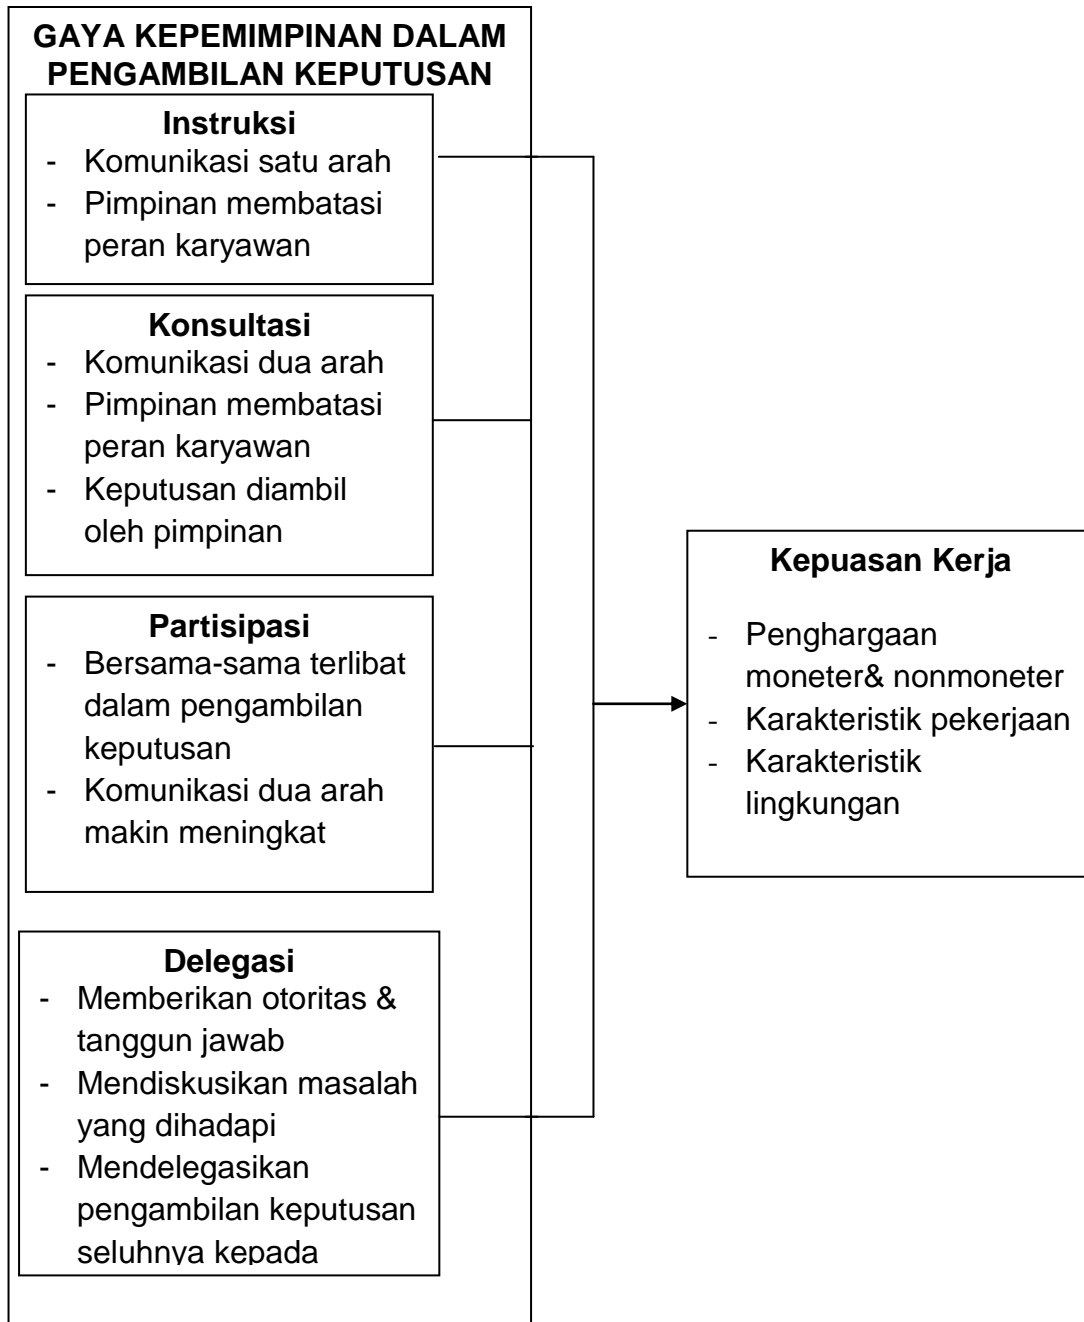 GAYA KEPEMIMPINAN DALAM
PENGAMBILAN KEPUTUSAN
Instruksi
- Komunikasi satu arah
- Pimpinan membatasi
peran karyawan
Konsultasi
- Komunikasi dua arah
- Pimpinan membatasi
peran karyawan
- Keputusan diambil
oleh pimpinan
Partisipasi
- Bersama-sama terlibat
dalam pengambilan
keputusan
- Komunikasi dua arah
makin meningkat
Delegasi
- Memberikan otoritas &
tanggun jawab
- Mendiskusikan masalah
yang dihadapi
- Mendelegasikan
pengambilan keputusan
seluhnya kepada
Kepuasan Kerja
- Penghargaan
moneter& nonmoneter
- Karakteristik pekerjaan
- Karakteristik
lingkungan